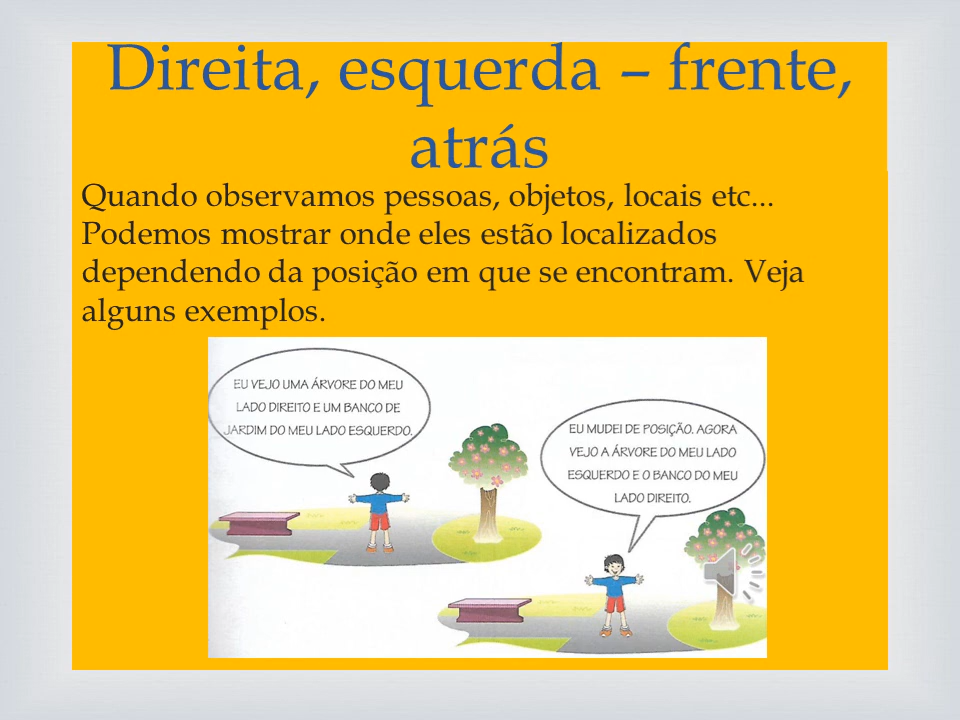 Direita, esquerda – frente,
atrás
Quando observamos pessoas, objetos, locais etc...
Podemos mostrar onde eles estão localizados
dependendo da posição em que se encontram. Veja
alguns exemplos.
EU VEJO UMA ÁRVORE DO MEU
LADO DIREITO E UM BANCO DE
JARDIM DO MEU LADO ESQUERDO.
EU MUDEI DE POSIÇÃO. AGORA
VEJO A ÁRVORE DO MEU LADO
ESQUERDO E O BANCO DO MEU
LADO DIREITO.